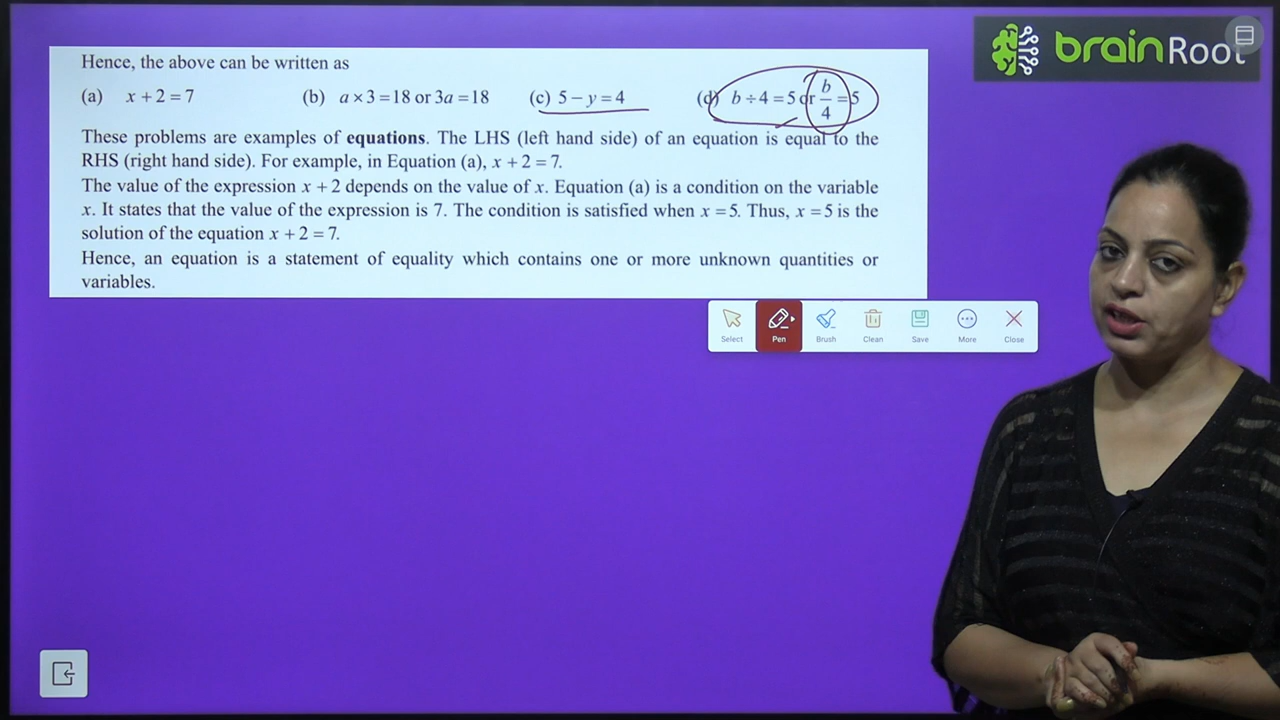 brainRoot
Hence, the above can be written as
(a) x + 2 = 7 (b) a × 3 = 18 or 3a = 18 (c) 5 − y = 4 (d) b ÷ 4 = 5 or b/4 = 5
These problems are examples of equations. The LHS (left hand side) of an equation is equal to the
RHS (right hand side). For example, in Equation (a), x + 2 = 7.
The value of the expression x + 2 depends on the value of x. Equation (a) is a condition on the variable
x. It states that the value of the expression is 7. The condition is satisfied when x = 5. Thus, x = 5 is the
solution of the equation x + 2 = 7.
Hence, an equation is a statement of equality which contains one or more unknown quantities or
variables.
Select Pen Brush Clean Save More Close